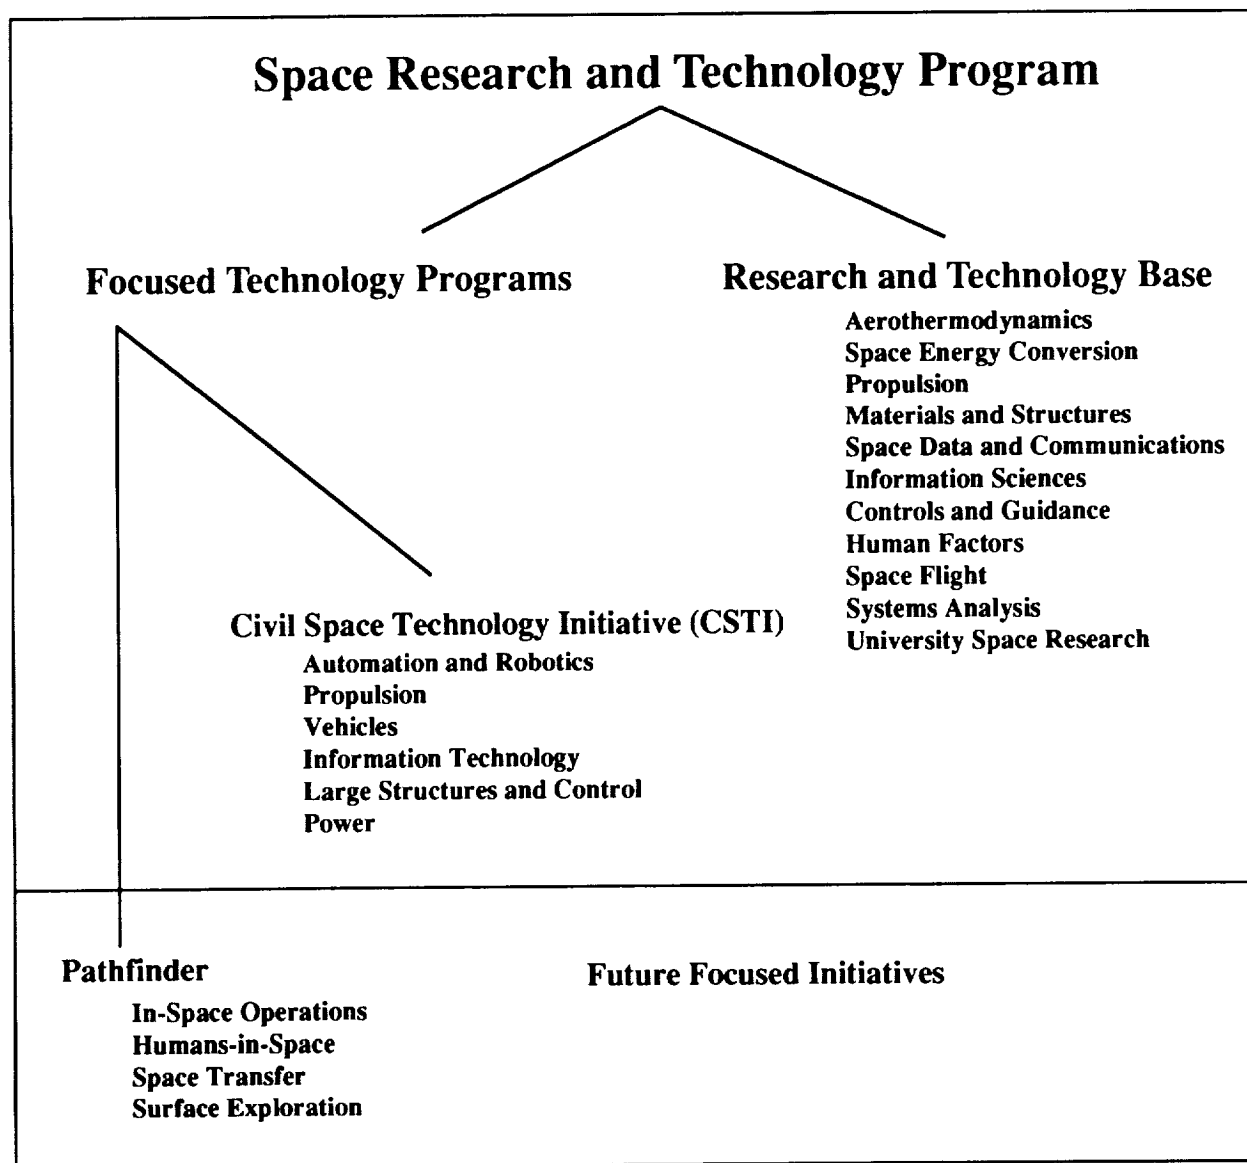 Space Research and Technology Program
Focused Technology Programs
Research and Technology Base
Aerothermodynamics
Space Energy Conversion
Propulsion
Materials and Structures
Space Data and Communications
Information Sciences
Controls and Guidance
Human Factors
Space Flight
Systems Analysis
University Space Research
Civil Space Technology Initiative (CSTI)
Automation and Robotics
Propulsion
Vehicles
Information Technology
Large Structures and Control
Power
Pathfinder
In-Space Operations
Humans-in-Space
Space Transfer
Surface Exploration
Future Focused Initiatives